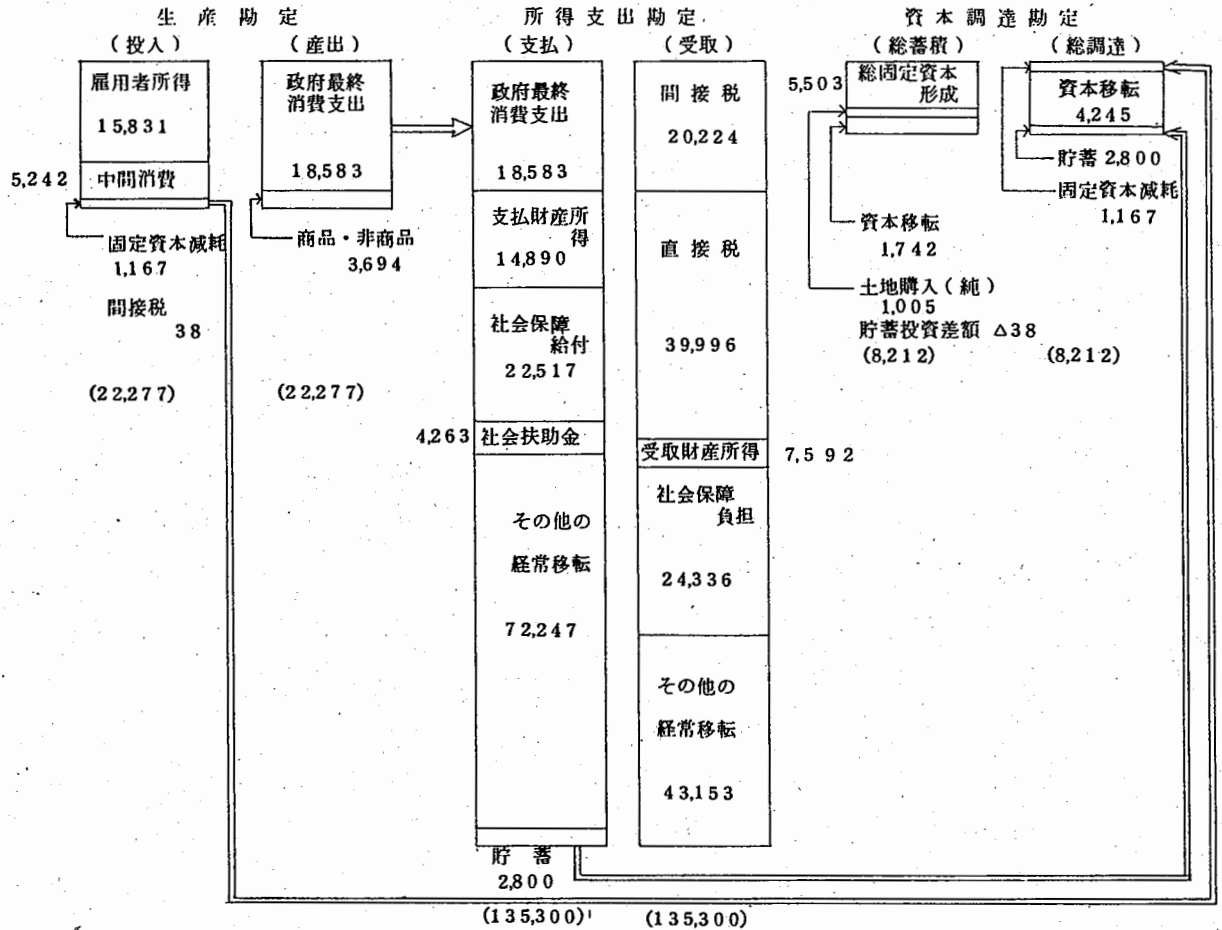 生産勘定
(投入)
(産出)
雇用者所得
15,831
5,242 中間消費
固定資本減耗
1,167
間接税
38
(22,277)
政府最終
消費支出
18,583
商品・非商品
3,694
(22,277)
所得支出勘定
(支払)
(受取)
政府最終
消費支出
18,583
支払財産所
得
14,890
社会保障
給付
22,517
4,263 社会扶助金
その他の
経常移転
72,247
貯蓄
2,800
(135,300)
間接税
20,224
直接税
39,996
受取財産所得 7,592
社会保障
負担
24,336
その他の
経常移転
43,153
(135,300)
資本調達勘定
(総蓄積)
(総調達)
5,503 総固定資本
形成
資本移転
1,742
土地購入(純)
1,005
貯蓄投資差額 △38
(8,212)
資本移転
4,245
貯蓄 2,800
固定資本減耗
1,167
(8,212)